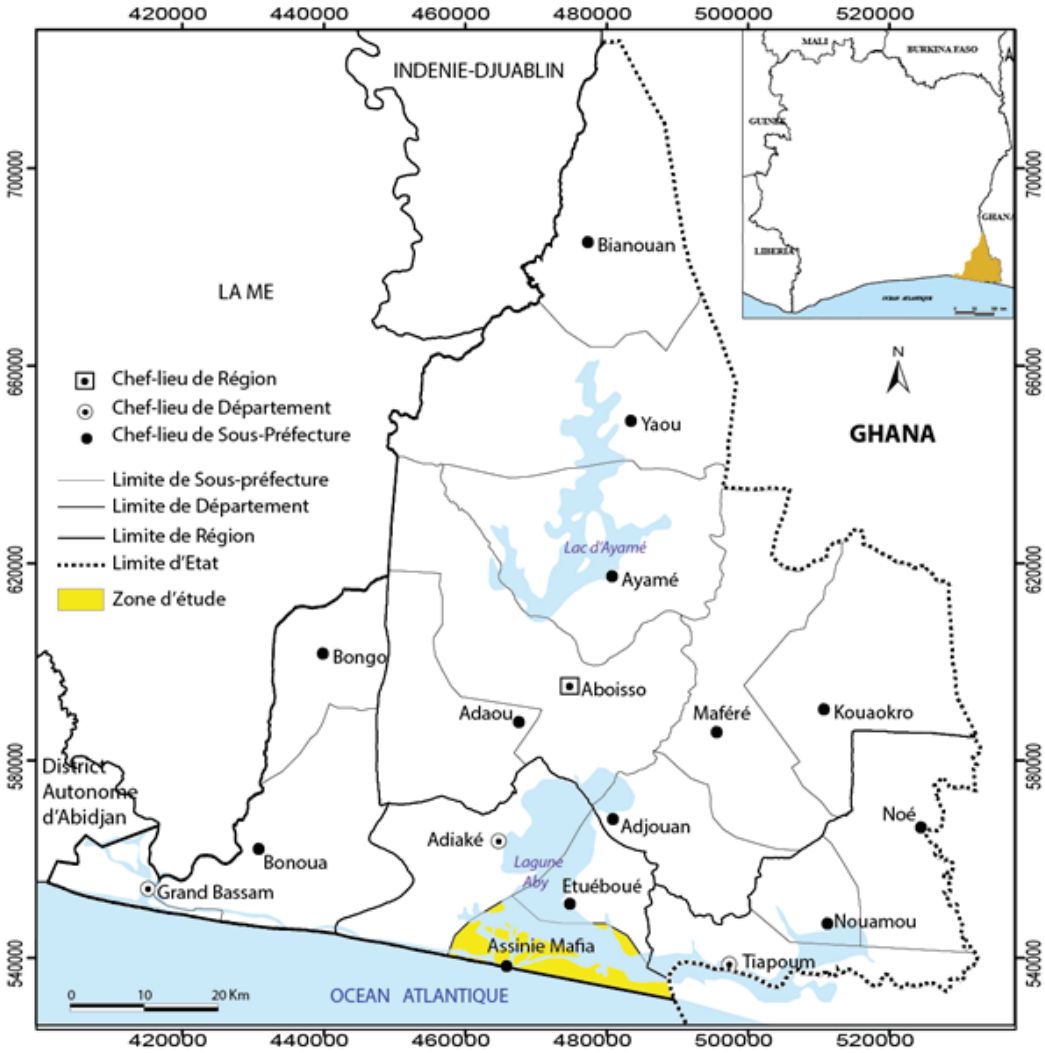 420000 440000 460000 480000 500000 520000
INDENIE-DJUABLIN
MALI
BURKINA FASO
A
GUINEE
GHANA
LIBERIA
OCEAN ATLANTIQUE
700000
700000
Bianouan
LA ME
660000
660000
N
GHANA
Chef-lieu de Région
Chef-lieu de Département
Chef-lieu de Sous-Préfecture
Limite de Sous-préfecture
Limite de Département
Limite de Région
Limite d'Etat
Zone d'étude
Yaou
Lac d'Ayamé
Ayamé
620000
620000
Bongo
Aboisso
Adaou
Maféré
Kouaokro
580000
580000
District
Autonome
d'Abidjan
Noé
Adjouan
Adiaké
Bonoua
Lagune
Aby
Etuéboué
Grand Bassam
Nouamou
Assinie Mafia
Tiapoum
540000
540000
OCEAN ATLANTIQUE
0 10 20 Km
420000 440000 460000 480000 500000 520000